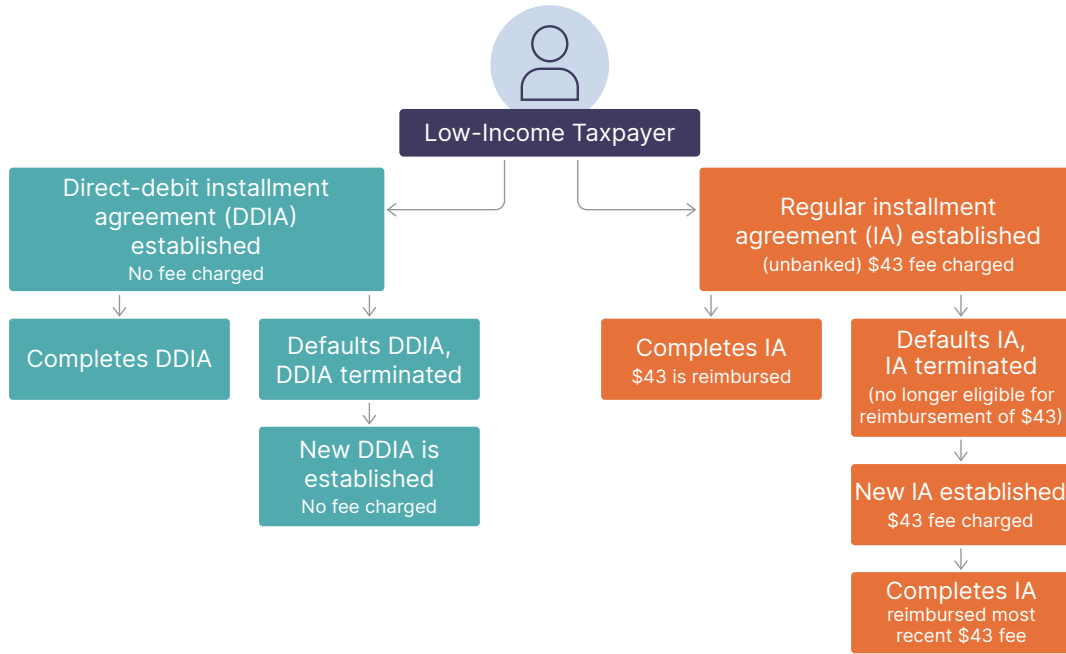 Low-Income Taxpayer
Direct-debit installment
agreement (DDIA)
established
No fee charged
Completes DDIA
Defaults DDIA,
DDIA terminated
New DDIA is
established
No fee charged
Regular installment
agreement (IA) established
(unbanked) $43 fee charged
Completes IA
$43 is reimbursed
Defaults IA,
IA terminated
(no longer eligible for
reimbursement of $43)
New IA established
$43 fee charged
Completes IA
reimbursed most
recent $43 fee